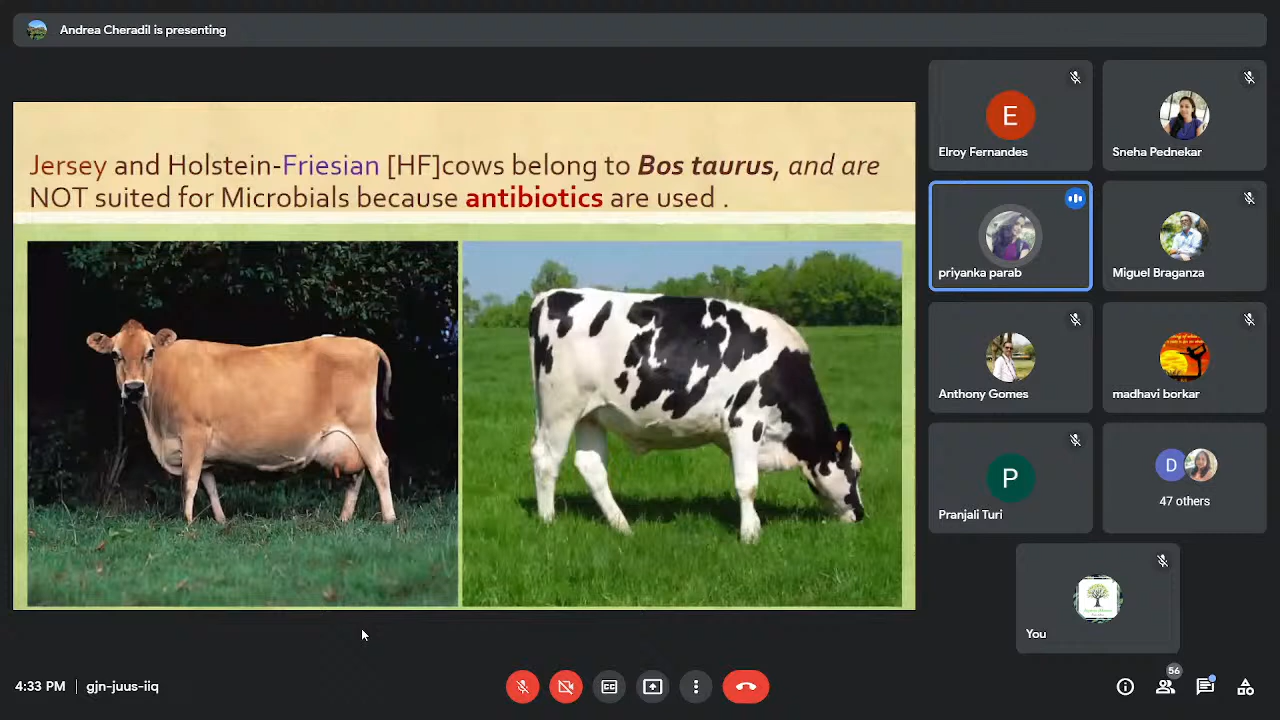 Andrea Cheradil is presenting
Jersey and Holstein-Friesian [HF]cows belong to Bos taurus, and are
NOT suited for Microbials because antibiotics are used .
E
Elroy Fernandes
Sneha Pednekar
priyanka parab
Miguel Braganza
Anthony Gomes
madhavi borkar
P
Pranjali Turi
D
47 others
You
4:33 PM | gjn-juus-iiq
CC
56